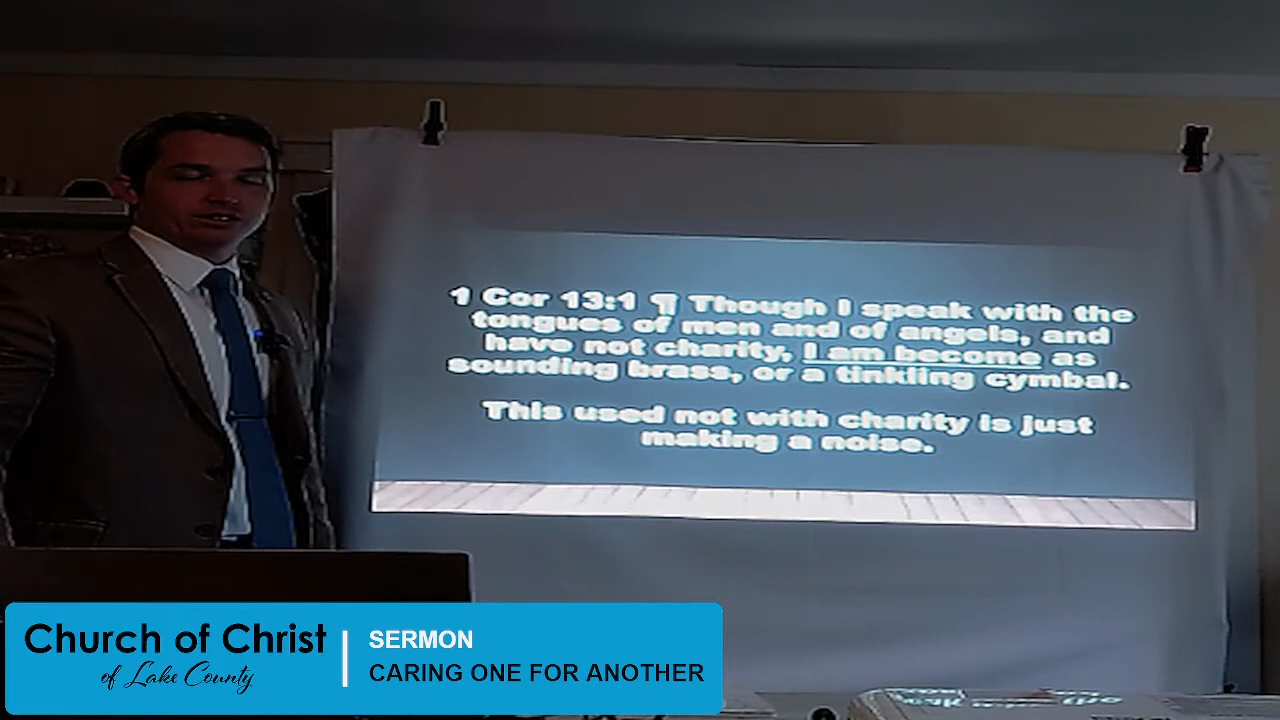 1 Cor 13:1 ¶ Though I speak with the
tongues of men and of angels, and
have not charity, I am become as
sounding brass, or a tinkling cymbal.
This used not with charity is just
making a noise.
Church of Christ
of Lake County
SERMON
CARING ONE FOR ANOTHER